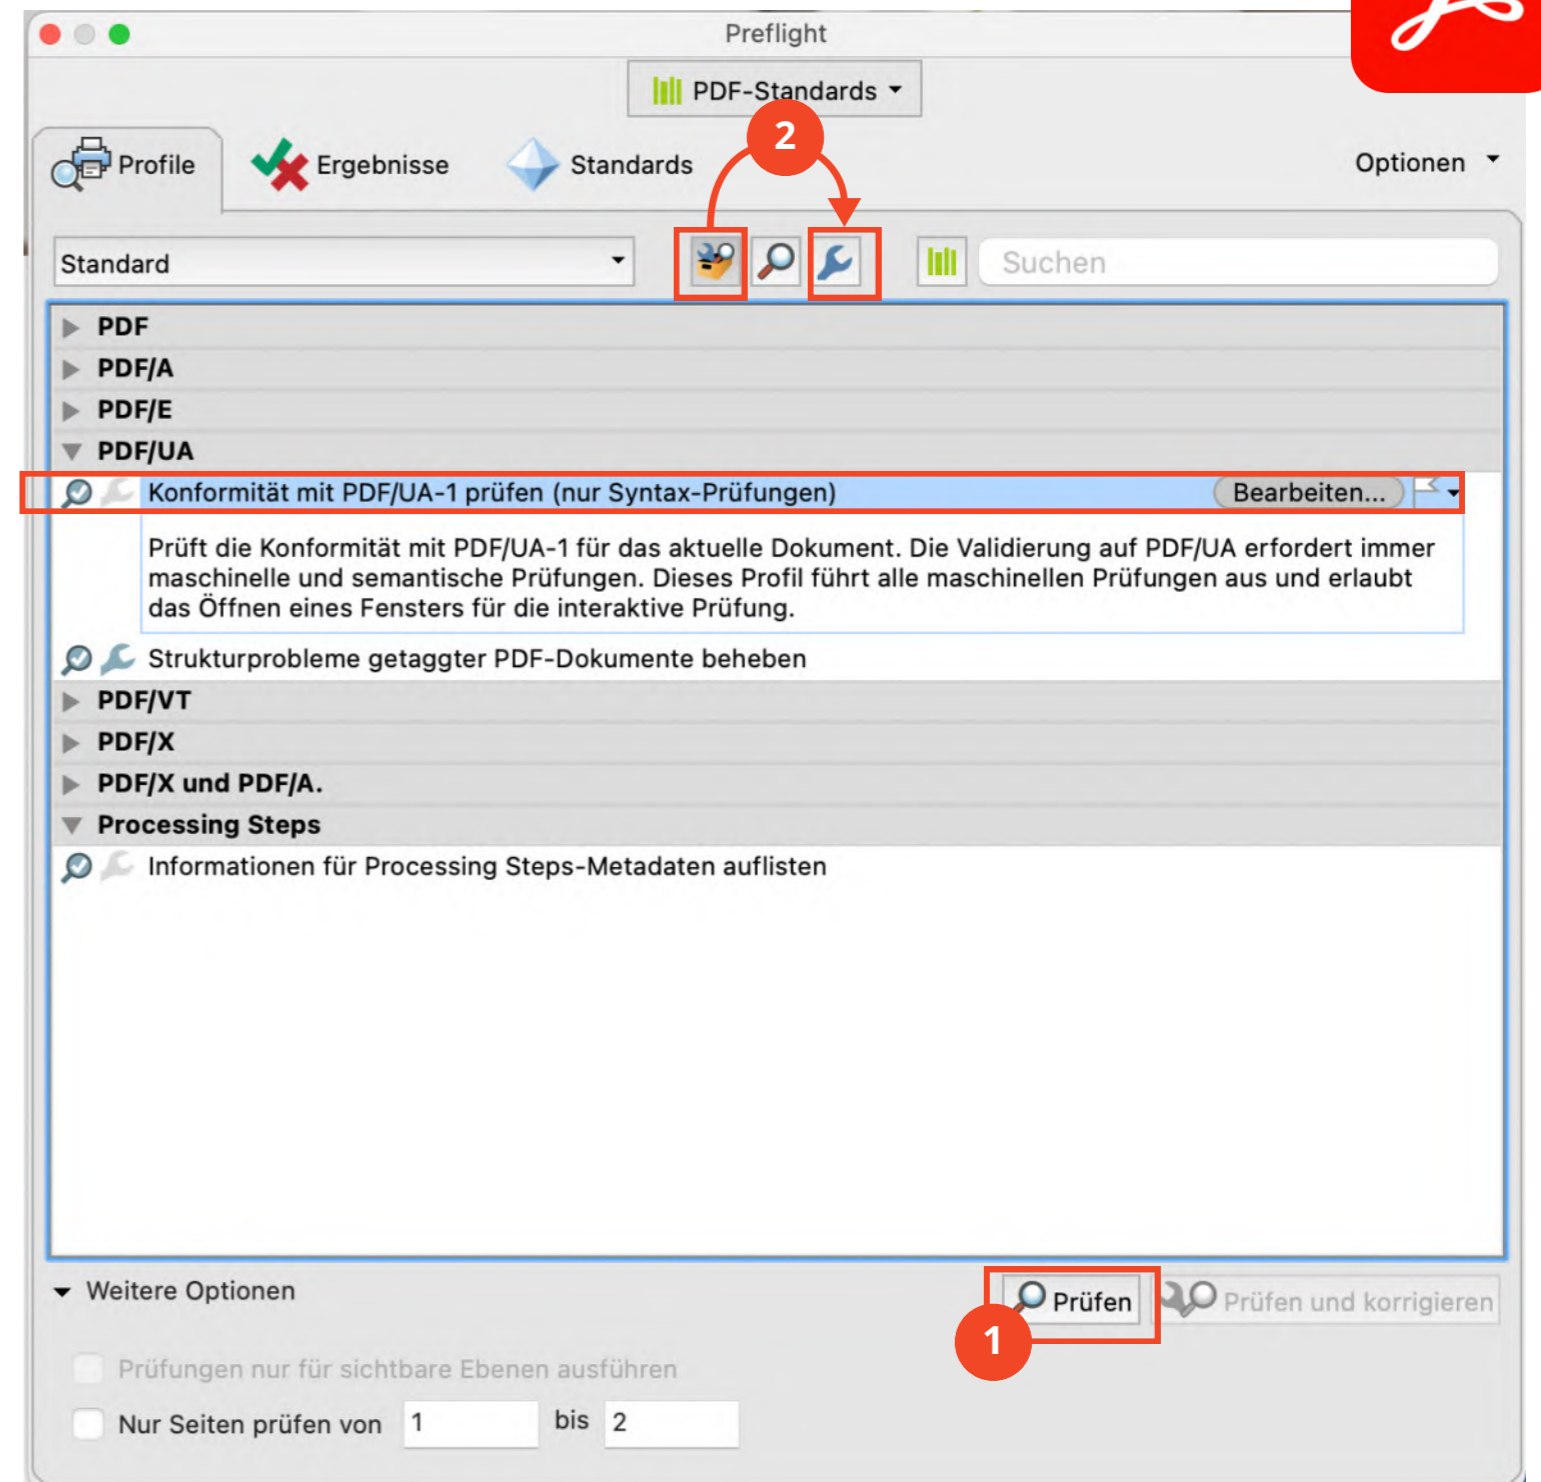 Preflight
PDF-Standards
2
Profile
Ergebnisse
Standards
Optionen
Standard
Suchen
PDF
PDF/A
PDF/E
PDF/UA
Konformität mit PDF/UA-1 prüfen (nur Syntax-Prüfungen)
Bearbeiten...
Prüft die Konformität mit PDF/UA-1 für das aktuelle Dokument. Die Validierung auf PDF/UA erfordert immer
maschinelle und semantische Prüfungen. Dieses Profil führt alle maschinellen Prüfungen aus und erlaubt
das Öffnen eines Fensters für die interaktive Prüfung.
Strukturprobleme getaggter PDF-Dokumente beheben
PDF/VT
PDF/X
PDF/X und PDF/A.
Processing Steps
Informationen für Processing Steps-Metadaten auflisten
Weitere Optionen
Prüfen
Prüfen und korrigieren
1
Prüfungen nur für sichtbare Ebenen ausführen
Nur Seiten prüfen von 1 bis 2